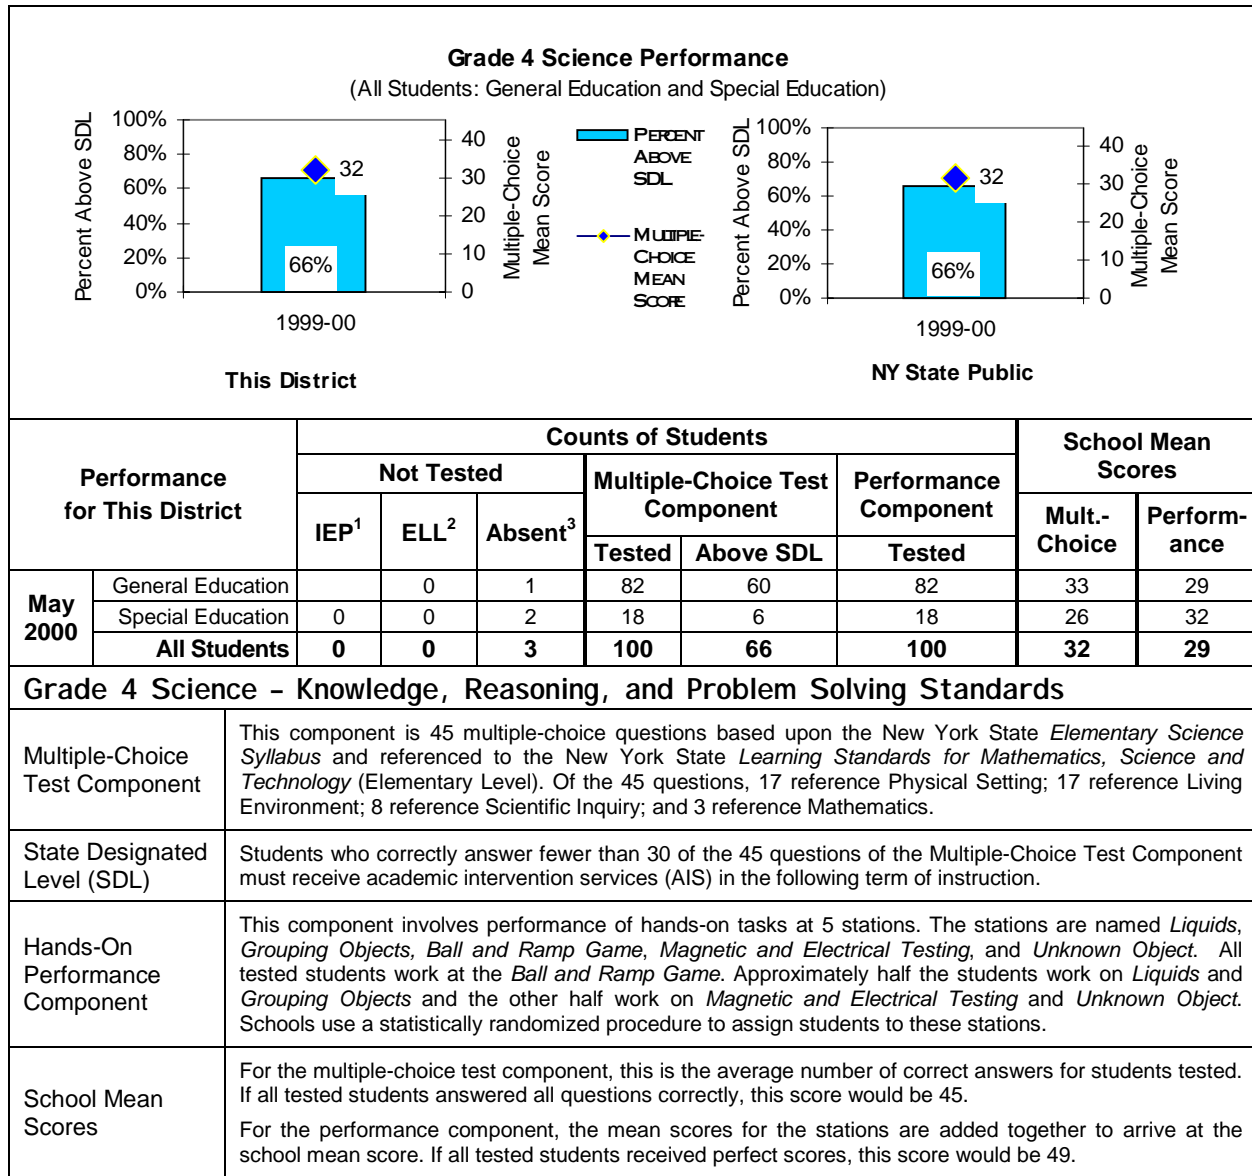 Grade 4 Science Performance
(All Students: General Education and Special Education)
Percent Above SDL
100%
80%
60%
40%
20%
0%
32
66%
1999-00
40
30
20
10
0
Multiple-Choice
Mean Score
This District
PERCENT
ABOVE
SDL
MULTIPLE-
CHOICE
MEAN
SCORE
Percent Above SDL
100%
80%
60%
40%
20%
0%
32
66%
1999-00
40
30
20
10
0
Multiple-Choice
Mean Score
NY State Public
Performance
for This District
Counts of Students
School Mean
Scores
Not Tested
Multiple-Choice Test
Component
Performance
Component
IEP1 ELL2 Absent3
Tested Above SDL Tested
Mult.-
Choice
Perform-
ance
May
2000
General Education 0 1 82 60 82 33 29
Special Education 0 0 2 18 6 18 26 32
All Students 0 0 3 100 66 100 32 29
Grade 4 Science – Knowledge, Reasoning, and Problem Solving Standards
Multiple-Choice
Test Component
This component is 45 multiple-choice questions based upon the New York State Elementary Science
Syllabus and referenced to the New York State Learning Standards for Mathematics, Science and
Technology (Elementary Level). Of the 45 questions, 17 reference Physical Setting; 17 reference Living
Environment; 8 reference Scientific Inquiry; and 3 reference Mathematics.
State Designated
Level (SDL)
Students who correctly answer fewer than 30 of the 45 questions of the Multiple-Choice Test Component
must receive academic intervention services (AIS) in the following term of instruction.
Hands-On
Performance
Component
This component involves performance of hands-on tasks at 5 stations. The stations are named Liquids,
Grouping Objects, Ball and Ramp Game, Magnetic and Electrical Testing, and Unknown Object. All
tested students work at the Ball and Ramp Game. Approximately half the students work on Liquids and
Grouping Objects and the other half work on Magnetic and Electrical Testing and Unknown Object.
Schools use a statistically randomized procedure to assign students to these stations.
School Mean
Scores
For the multiple-choice test component, this is the average number of correct answers for students tested.
If all tested students answered all questions correctly, this score would be 45.
For the performance component, the mean scores for the stations are added together to arrive at the
school mean score. If all tested students received perfect scores, this score would be 49.